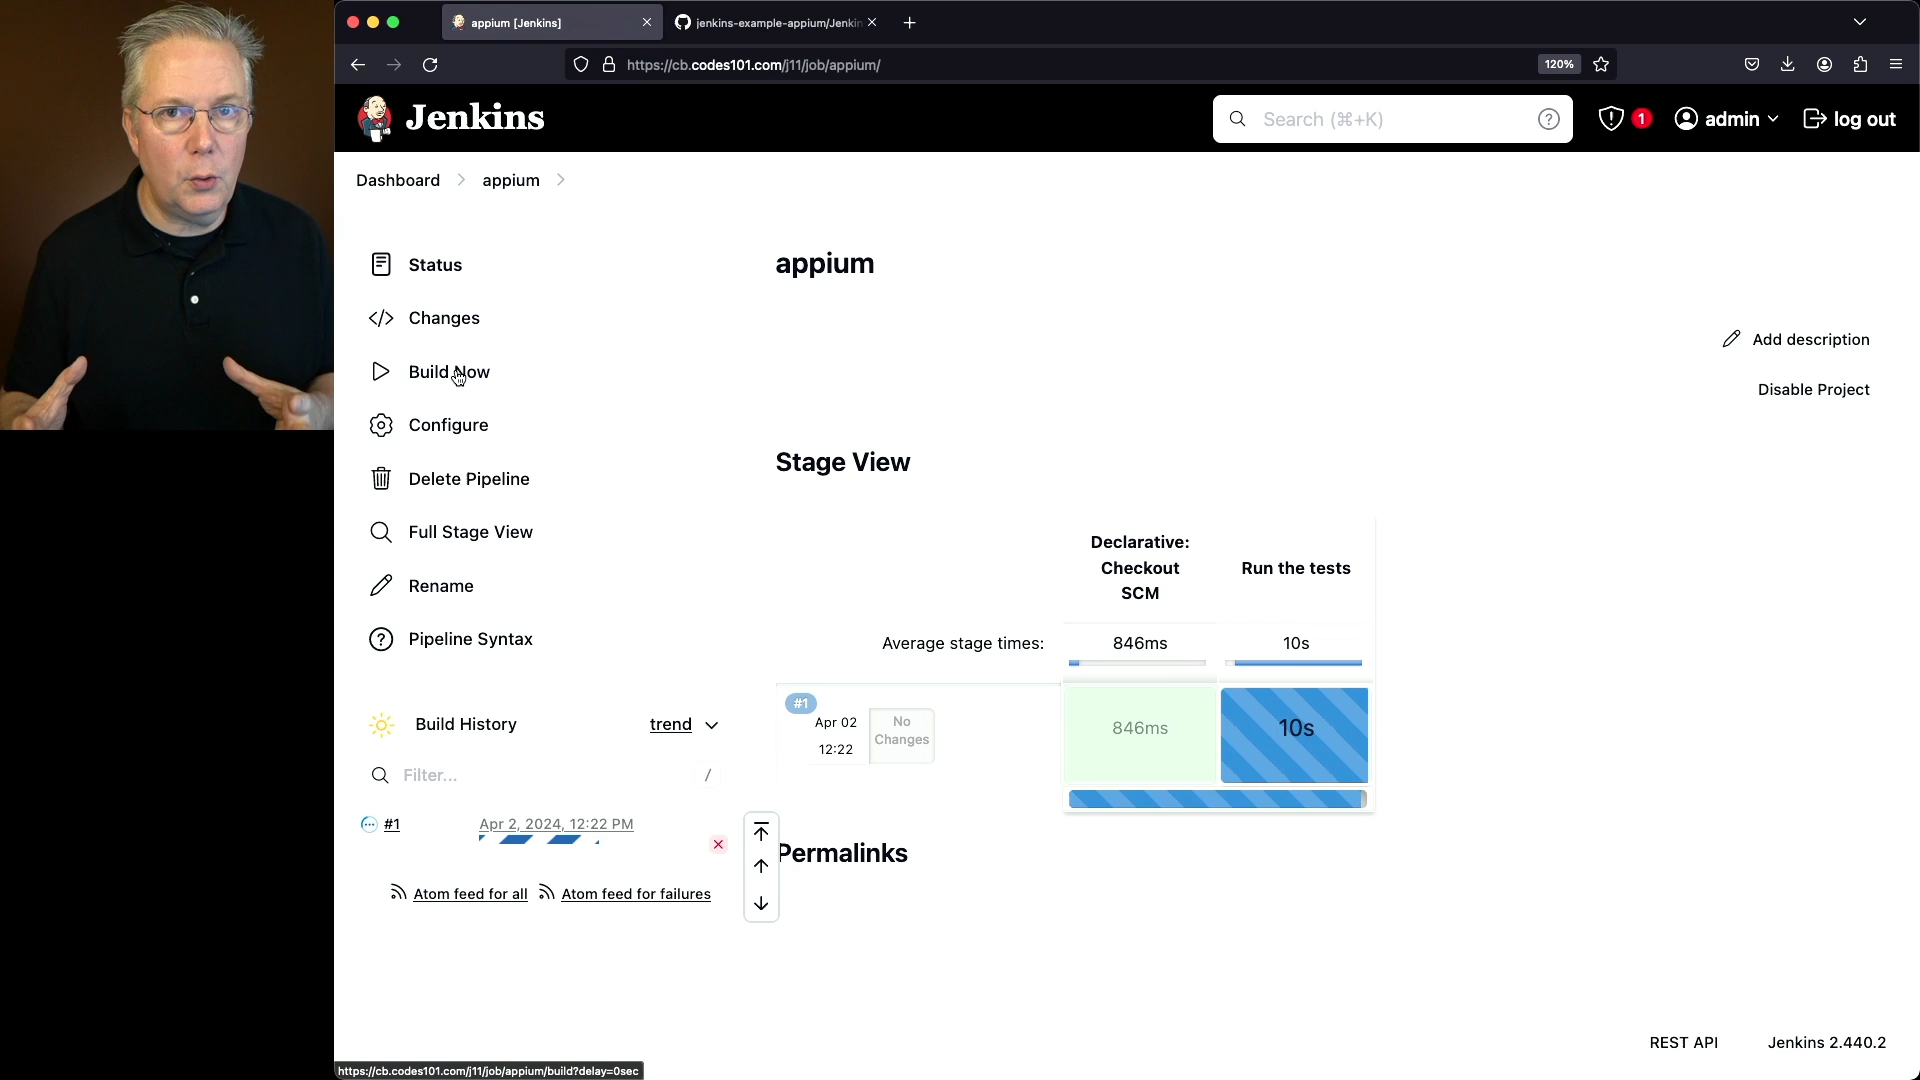 appium [Jenkins]
jenkins-example-appium/Jenkin
https://cb.codes101.com/j11/job/appium/
120%
Jenkins
Search (⌘+K)
1
admin
log out
Dashboard
appium
Status
Changes
Build Now
Configure
Delete Pipeline
Full Stage View
Rename
Pipeline Syntax
Build History
trend
Filter...
/
#1
Apr 2, 2024, 12:22 PM
Atom feed for all
Atom feed for failures
appium
Add description
Disable Project
Stage View
Declarative:
Checkout
SCM
Run the tests
Average stage times:
846ms
10s
#1
Apr 02
12:22
No
Changes
846ms
10s
Permalinks
REST API
Jenkins 2.440.2
https://cb.codes101.com/j11/job/appium/build?delay=0sec